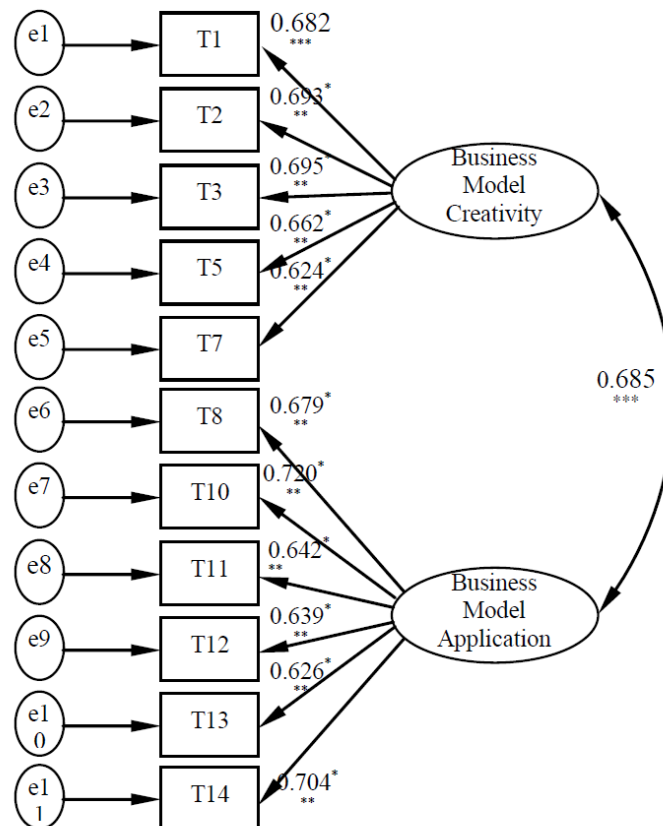 e1
T1
0.682
***
e2
T2
0.693*
**
e3
T3
0.695*
**
e4
T5
0.662*
**
e5
T7
0.624*
**
Business
Model
Creativity
0.685
***
e6
T8
0.679*
**
e7
T10
0.720*
**
e8
T11
0.642*
**
e9
T12
0.639*
**
e1
0
T13
0.626*
**
e1
1
T14
0.704*
**
Business
Model
Application